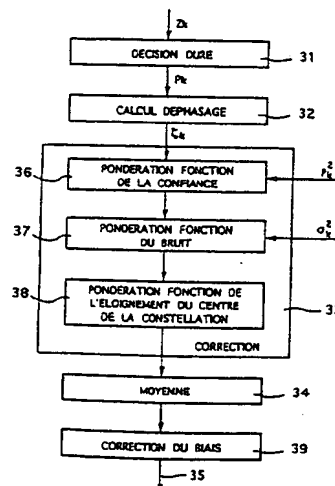 Zk
DECISION DURE
31
Pk
CALCUL DEPHASAGE
32
ζk
36
PONDERATION FONCTION
DE LA CONFIANCE
37
PONDERATION FONCTION
DU BRUIT
38
PONDERATION FONCTION DE
L'ELOIGNEMENT DU CENTRE
DE LA CONSTELLATION
CORRECTION
MOYENNE
34
CORRECTION DU BIAIS
39
35